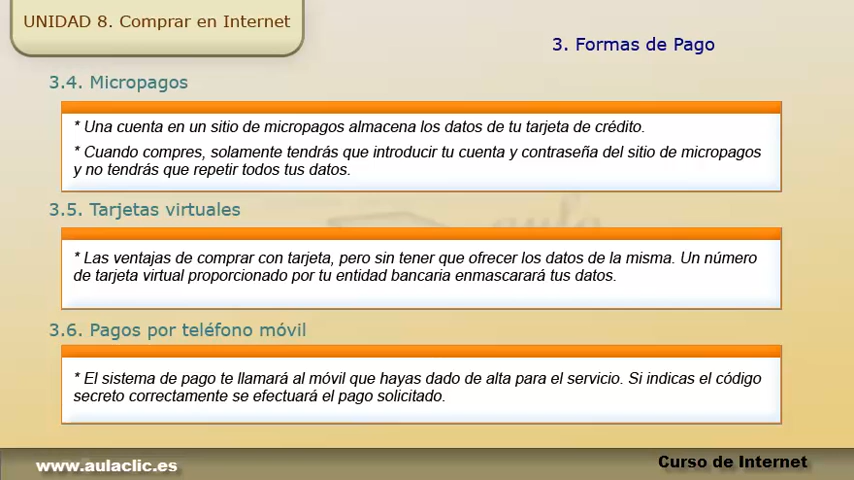 UNIDAD 8. Comprar en Internet
3. Formas de Pago
3.4. Micropagos
* Una cuenta en un sitio de micropagos almacena los datos de tu tarjeta de crédito.
* Cuando compres, solamente tendrás que introducir tu cuenta y contraseña del sitio de micropagos
y no tendrás que repetir todos tus datos.
3.5. Tarjetas virtuales
aula
* Las ventajas de comprar con tarjeta, pero sin tener que ofrecer los datos de la misma. Un número
de tarjeta virtual proporcionado por tu entidad bancaria enmascarará tus datos.
3.6. Pagos por teléfono móvil
* El sistema de pago te llamará al móvil que hayas dado de alta para el servicio. Si indicas el código
secreto correctamente se efectuará el pago solicitado.
www.aulaclic.es
Curso de Internet